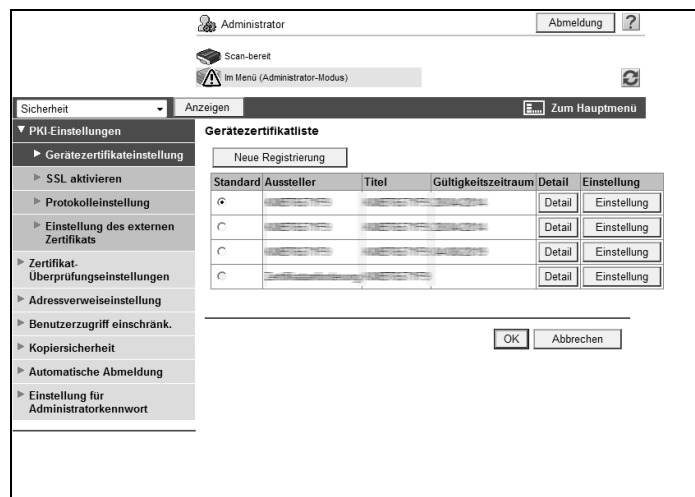 Administrator
Abmeldung
?
Scan-bereit
Im Menü (Administrator-Modus)
Sicherheit
Anzeigen
Zum Hauptmenü
PKI-Einstellungen
Gerätezertifikateinstellung
SSL aktivieren
Protokolleinstellung
Einstellung des externen
Zertifikats
Zertifikat-
Überprüfungseinstellungen
Adressverweiseinstellung
Benutzerzugriff einschränk.
Kopiersicherheit
Automatische Abmeldung
Einstellung für
Administratorkennwort
Gerätezertifikatliste
Neue Registrierung
Standard Aussteller Titel Gültigkeitszeitraum Detail Einstellung
Detail Einstellung
Detail Einstellung
Detail Einstellung
Detail Einstellung
OK Abbrechen